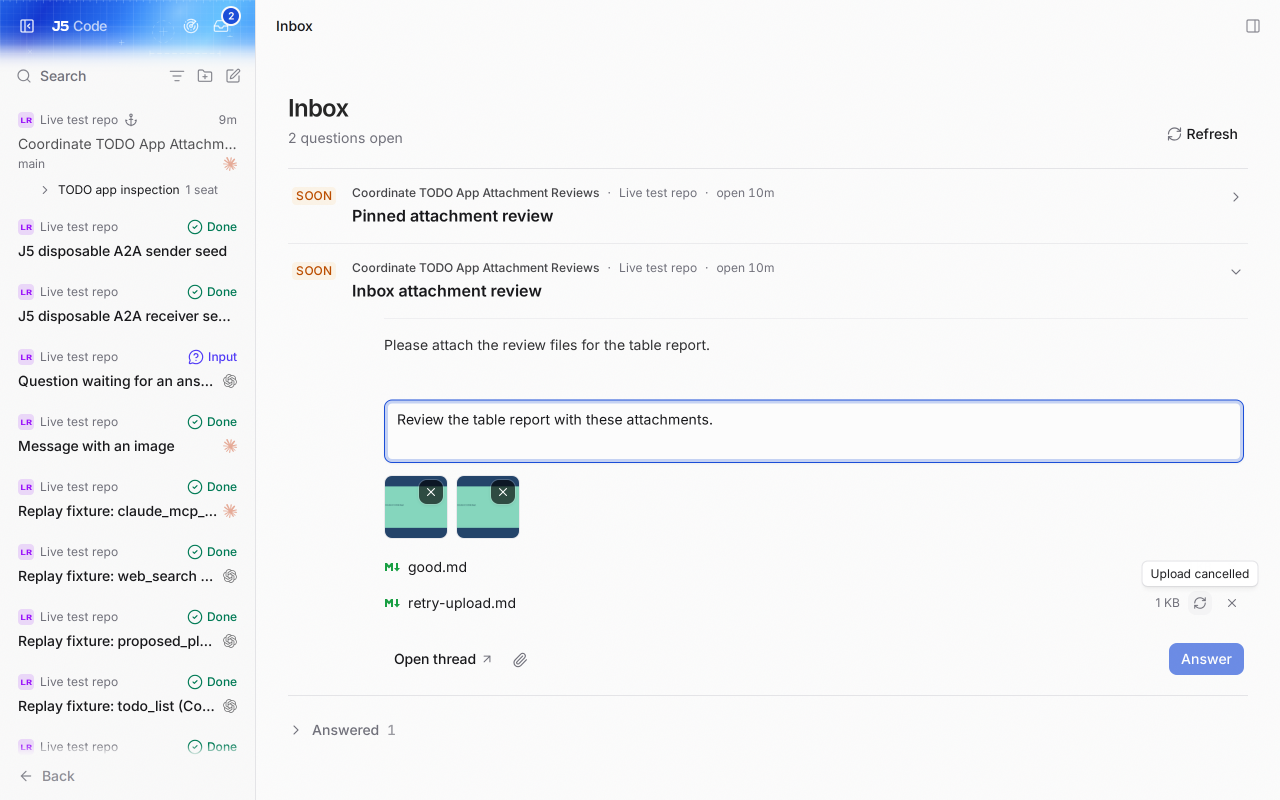 J5 Code
2
Search
LR Live test repo 9m
Coordinate TODO App Attachm...
main
TODO app inspection 1 seat
LR Live test repo Done
J5 disposable A2A sender seed
LR Live test repo Done
J5 disposable A2A receiver se...
LR Live test repo Input
Question waiting for an ans...
LR Live test repo Done
Message with an image
LR Live test repo Done
Replay fixture: claude_mcp_...
LR Live test repo Done
Replay fixture: web_search ...
LR Live test repo Done
Replay fixture: proposed_pl...
LR Live test repo Done
Replay fixture: todo_list (Co...
LR Live test repo Done
Back
Inbox
Inbox
2 questions open
Refresh
SOON Coordinate TODO App Attachment Reviews · Live test repo · open 10m
Pinned attachment review
SOON Coordinate TODO App Attachment Reviews · Live test repo · open 10m
Inbox attachment review
Please attach the review files for the table report.
Review the table report with these attachments.
M↓ good.md
Upload cancelled
M↓ retry-upload.md 1 KB
Open thread Answer
Answered 1